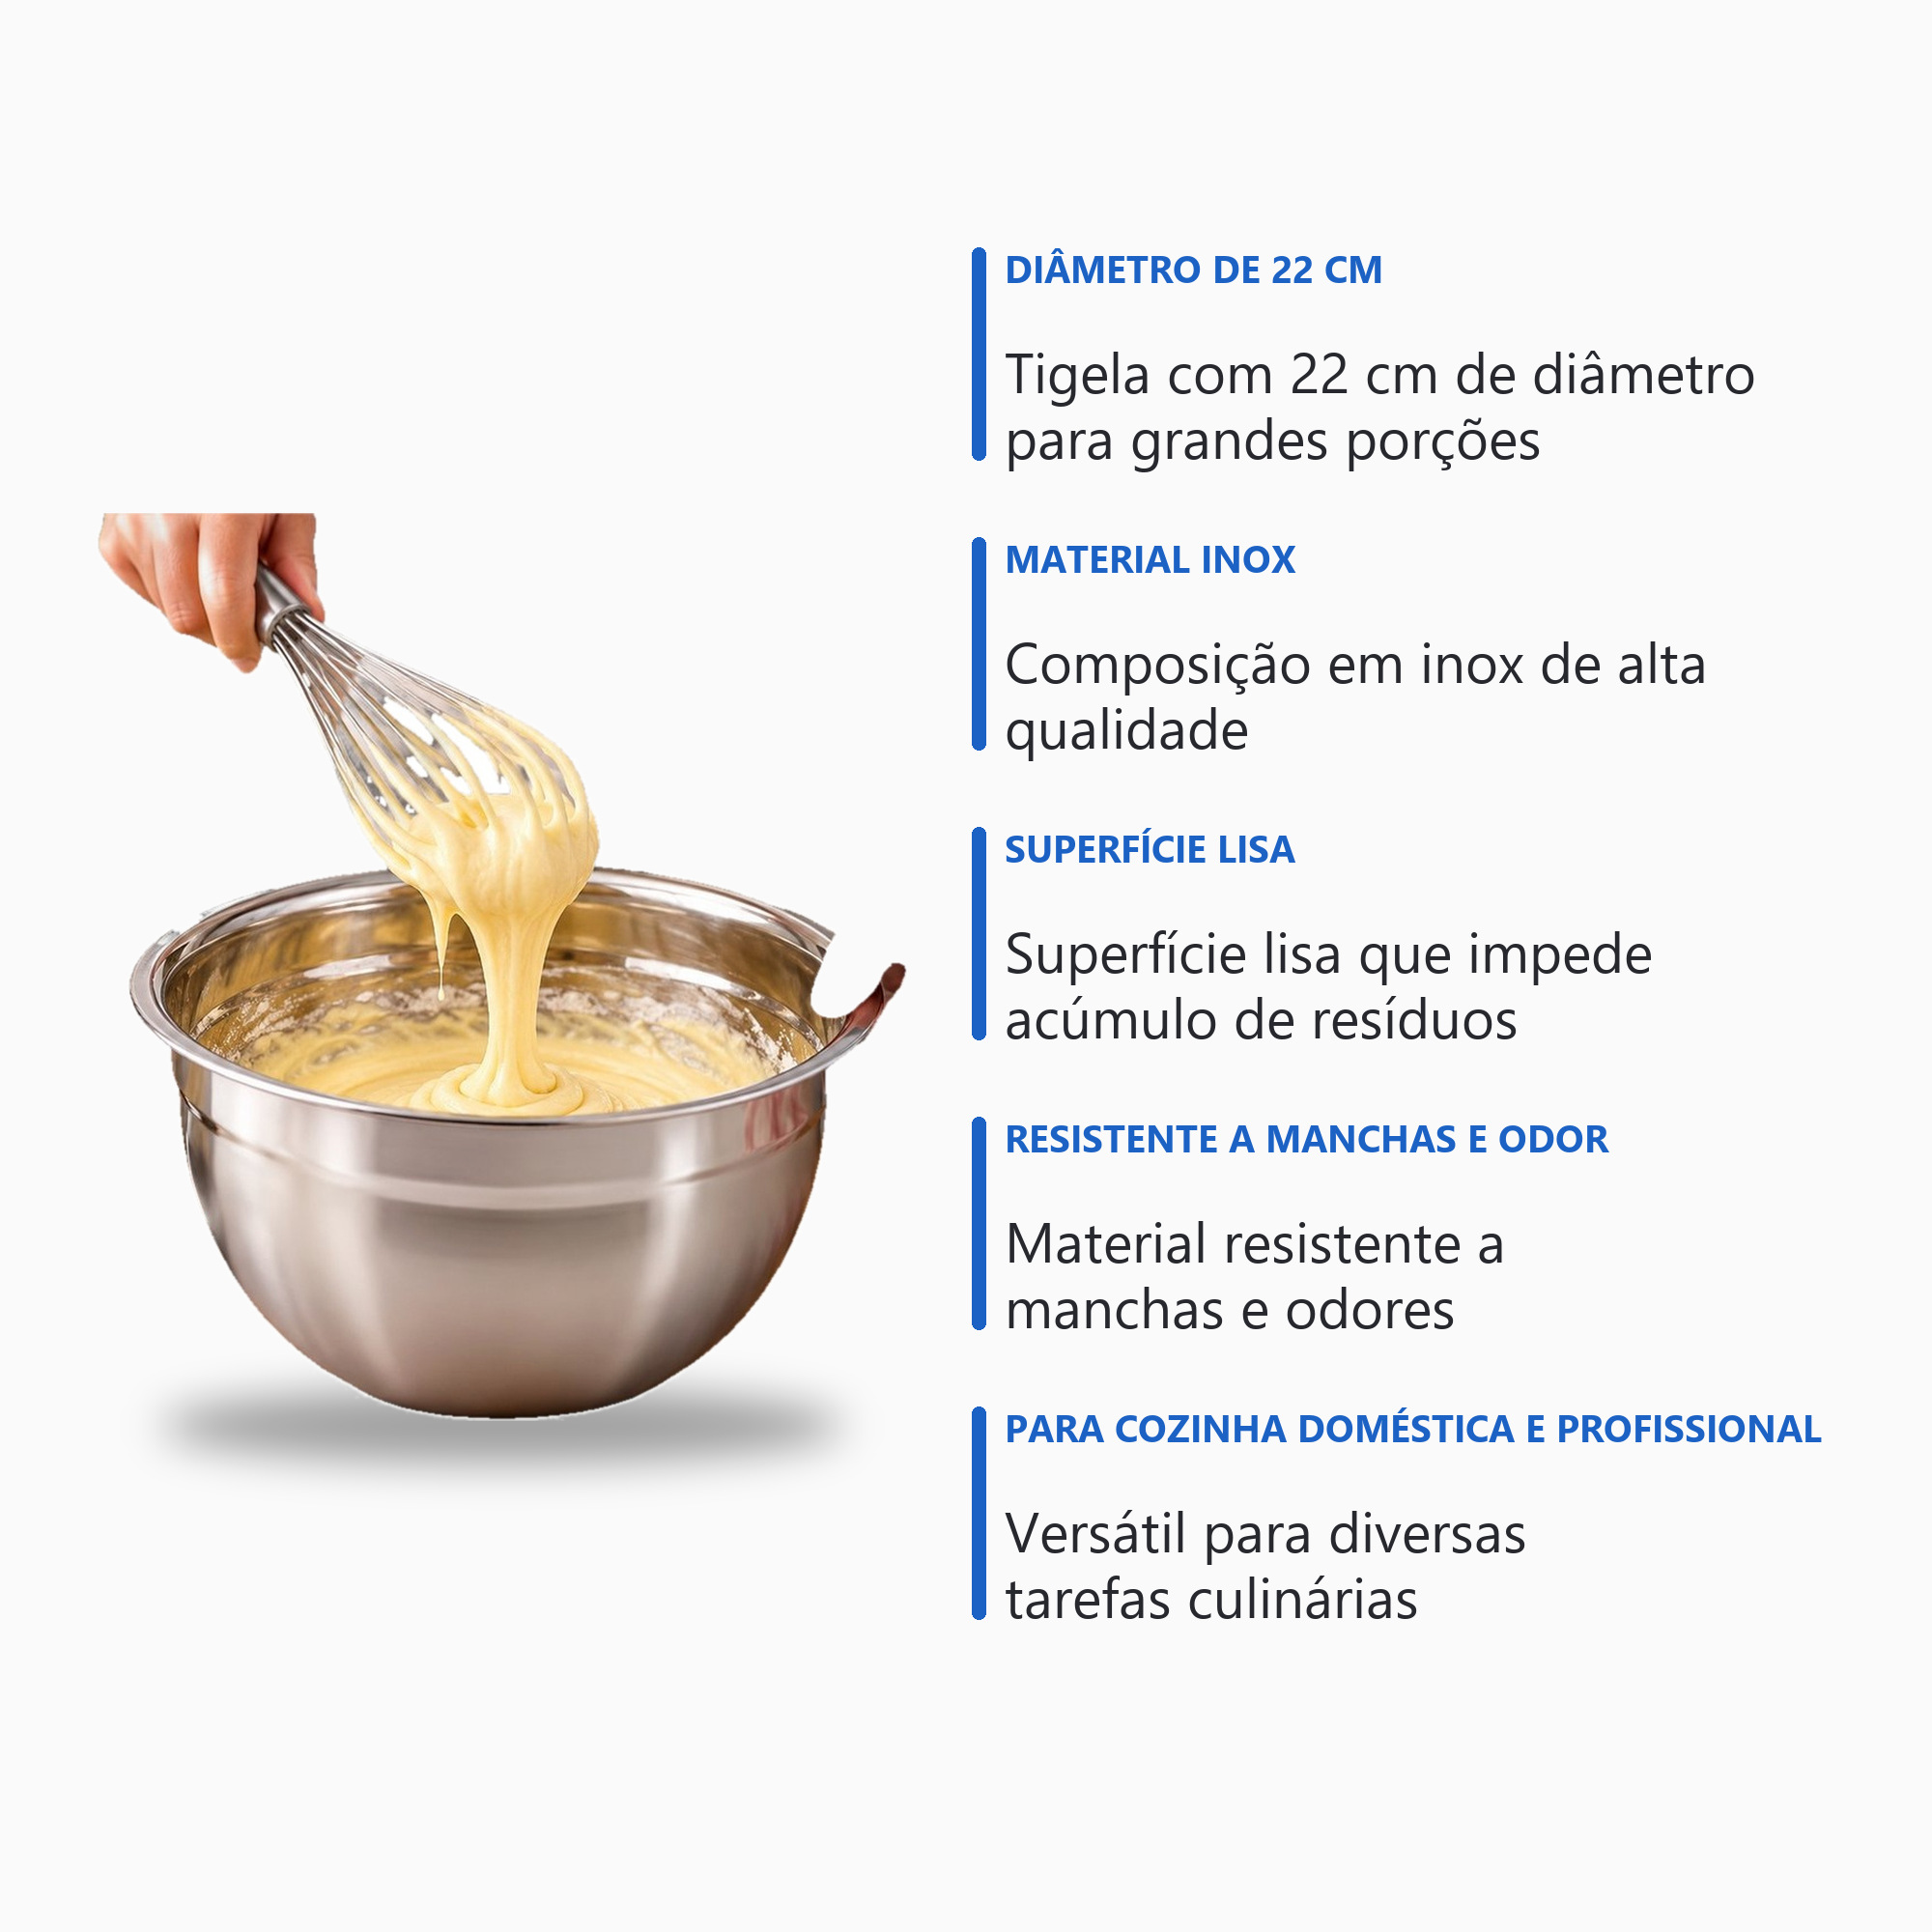 DIÂMETRO DE 22 CM
Tigela com 22 cm de diâmetro
para grandes porções
MATERIAL INOX
Composição em inox de alta
qualidade
SUPERFÍCIE LISA
Superfície lisa que impede
acúmulo de resíduos
RESISTENTE A MANCHAS E ODOR
Material resistente a
manchas e odores
PARA COZINHA DOMÉSTICA E PROFISSIONAL
Versátil para diversas
tarefas culinárias